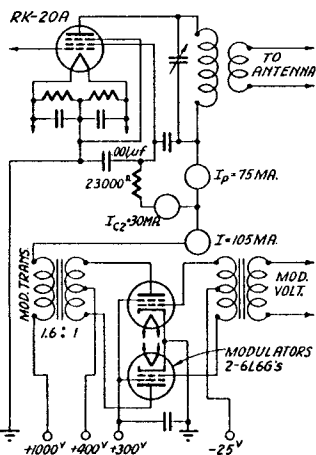 RK-20A
TO
ANTENNA
.001µf
23000Ω
Ip=75MA.
Ic2=30MA.
I=105MA.
MOD. TRANS.
1.6:1
MOD.
VOLT.
MODULATORS
2-6L6G's
+1000V
+400V
+300V
-25V